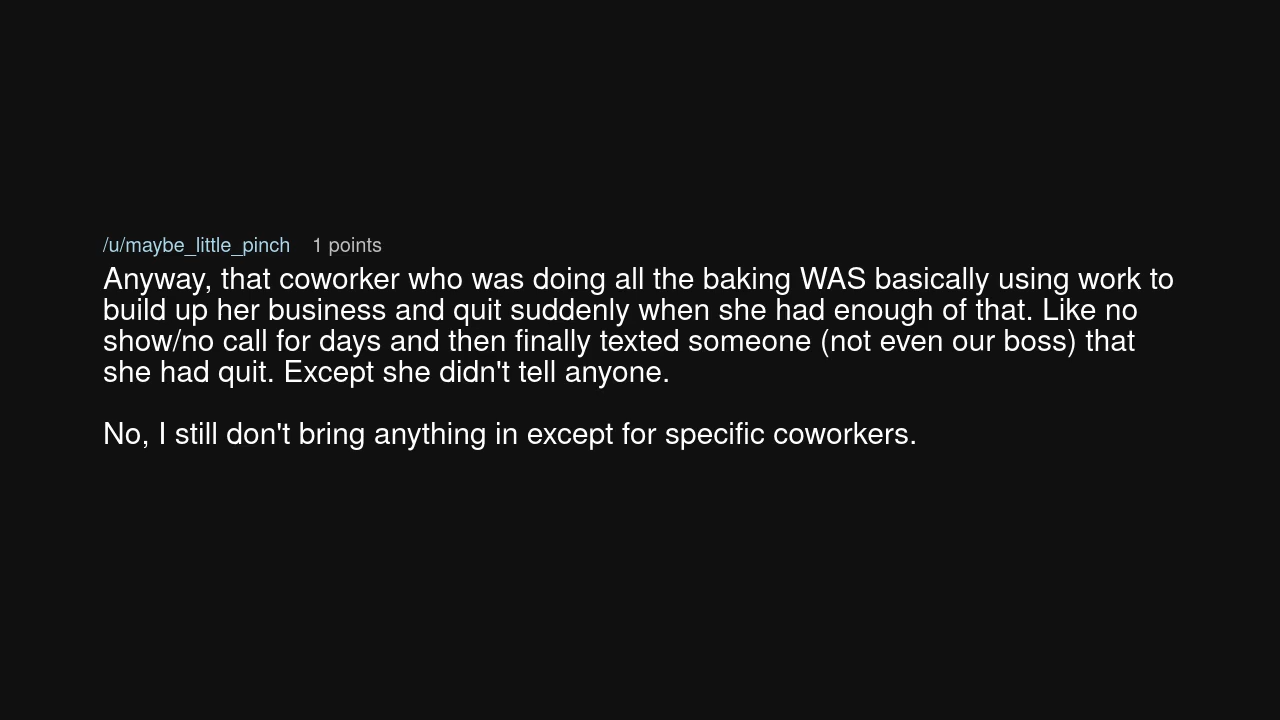 /u/maybe_little_pinch 1 points
Anyway, that coworker who was doing all the baking WAS basically using work to
build up her business and quit suddenly when she had enough of that. Like no
show/no call for days and then finally texted someone (not even our boss) that
she had quit. Except she didn't tell anyone.
No, I still don't bring anything in except for specific coworkers.